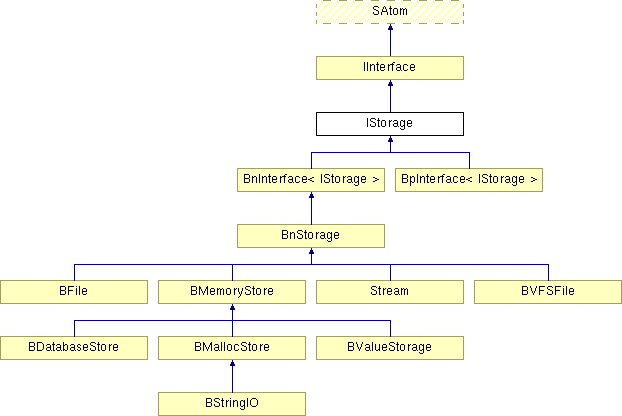 SAtom
IInterface
IStorage
BnInterface< IStorage >
BpInterface< IStorage >
BnStorage
BFile
BMemoryStore
Stream
BVFSFile
BDatabaseStore
BMallocStore
BValueStorage
BStringIO